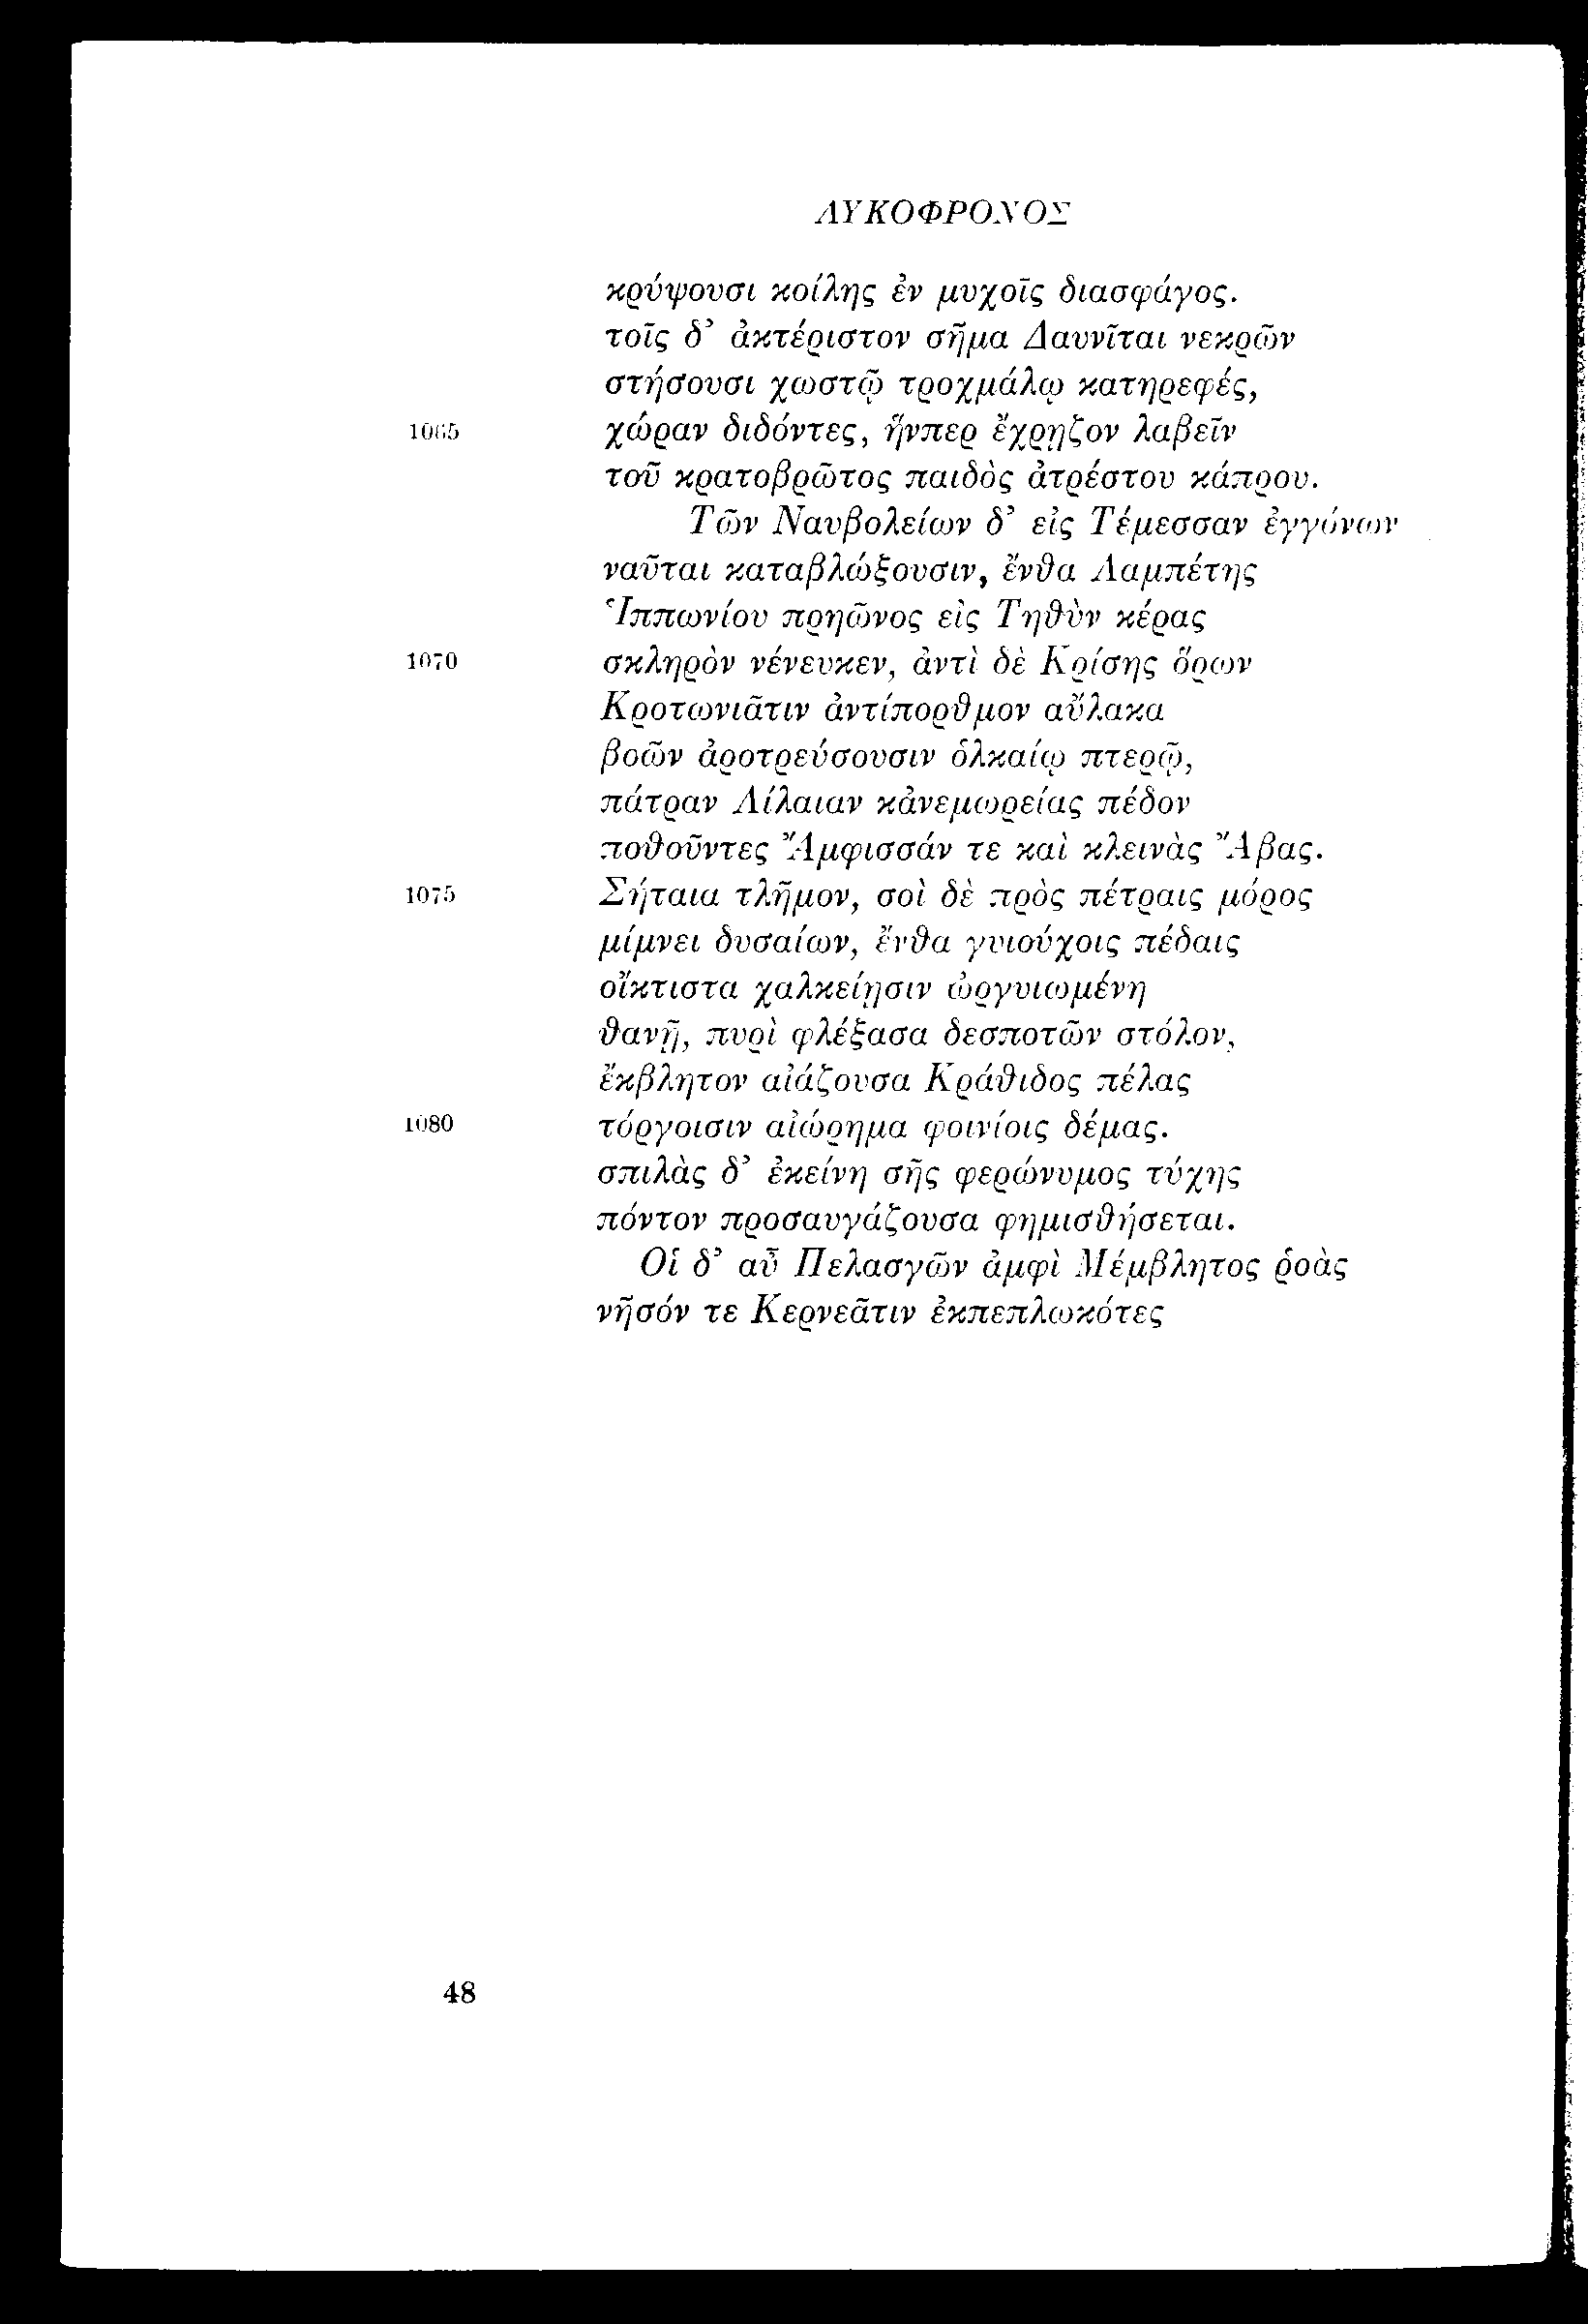 ΛΥΚΟΦΡΟΝΟΣ
κρύψουσι κοίλης ἐν μυχοῖς διασφάγος.
τοῖς δ’ ἀκτέριστον σῆμα Δαυνῖται νεκρῶν
στήσουσι χωστῷ τροχμάλῳ κατηρεφές,
1065 χώραν διδόντες, ἥνπερ ἔχρῃζον λαβεῖν
τοῦ κρατοβρῶτος παιδὸς ἀτρέστου κάπρου.
Τῶν Ναυβολείων δ’ εἰς Τέμεσσαν ἐγγόνων
ναῦται καταβλώξουσιν, ἔνθα Λαμπέτης
Ἱππωνίου πρηῶνος εἰς Τηθὺν κέρας
1070 σκληρὸν νένευκεν, ἀντὶ δὲ Κρίσης ὅρων
Κροτωνιᾶτιν ἀντίπορθμον αὔλακα
βοῶν ἀροτρεύσουσιν ὁλκαίῳ πτερῷ,
πάτραν Λίλαιαν κἀνεμωρείας πέδον
ποθοῦντες Ἄμφισσάν τε καὶ κλεινὰς Ἄβας.
1075 Σήταια τλῆμον, σοὶ δὲ πρὸς πέτραις μόρος
μίμνει δυσαίων, ἔνθα γυιούχοις πέδαις
οἴκτιστα χαλκείῃσιν ὠργυιωμένη
θανῇ, πυρὶ φλέξασα δεσποτῶν στόλον,
ἔκβλητον αἰάζουσα Κράθιδος πέλας
1080 τόργοισιν αἰώρημα φοινίοις δέμας.
σπιλὰς δ’ ἐκείνη σῆς φερώνυμος τύχης
πόντον προσαυγάζουσα φημισθήσεται.
Οἱ δ’ αὖ Πελασγῶν ἀμφὶ Μέμβλητος ῥοὰς
νῆσόν τε Κερνεᾶτιν ἐκπεπλωκότες
48